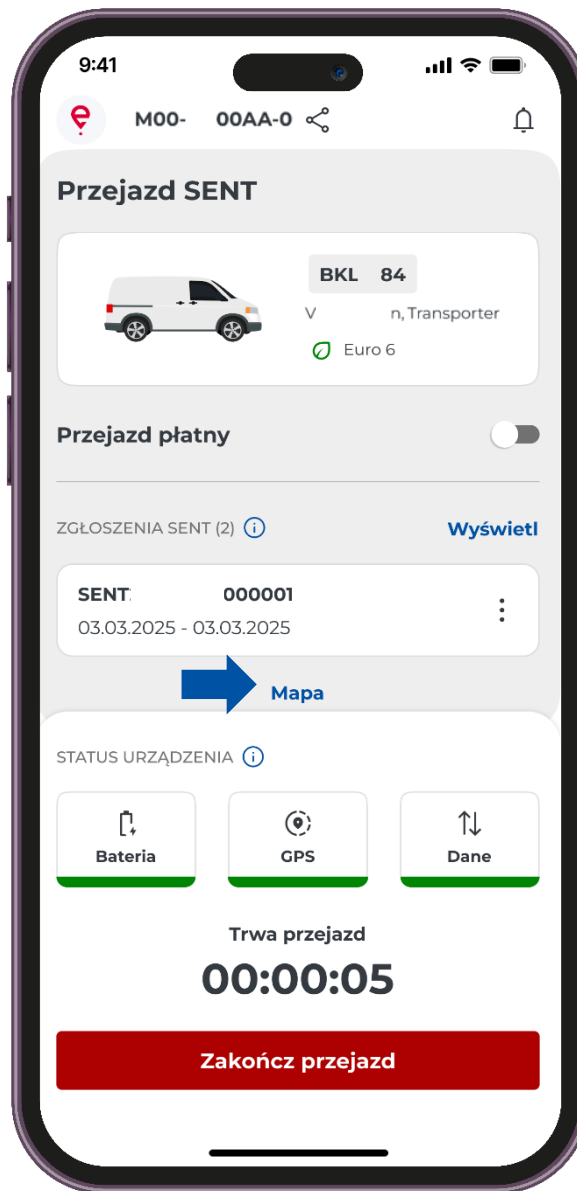 9:41
M00- 00AA-0
Przejazd SENT
BKL 84
V n, Transporter
Euro 6
Przejazd płatny
ZGŁOSZENIA SENT (2)
Wyświetl
SENT 000001
03.03.2025 - 03.03.2025
Mapa
STATUS URZĄDZENIA
Bateria GPS Dane
Trwa przejazd
00:00:05
Zakończ przejazd